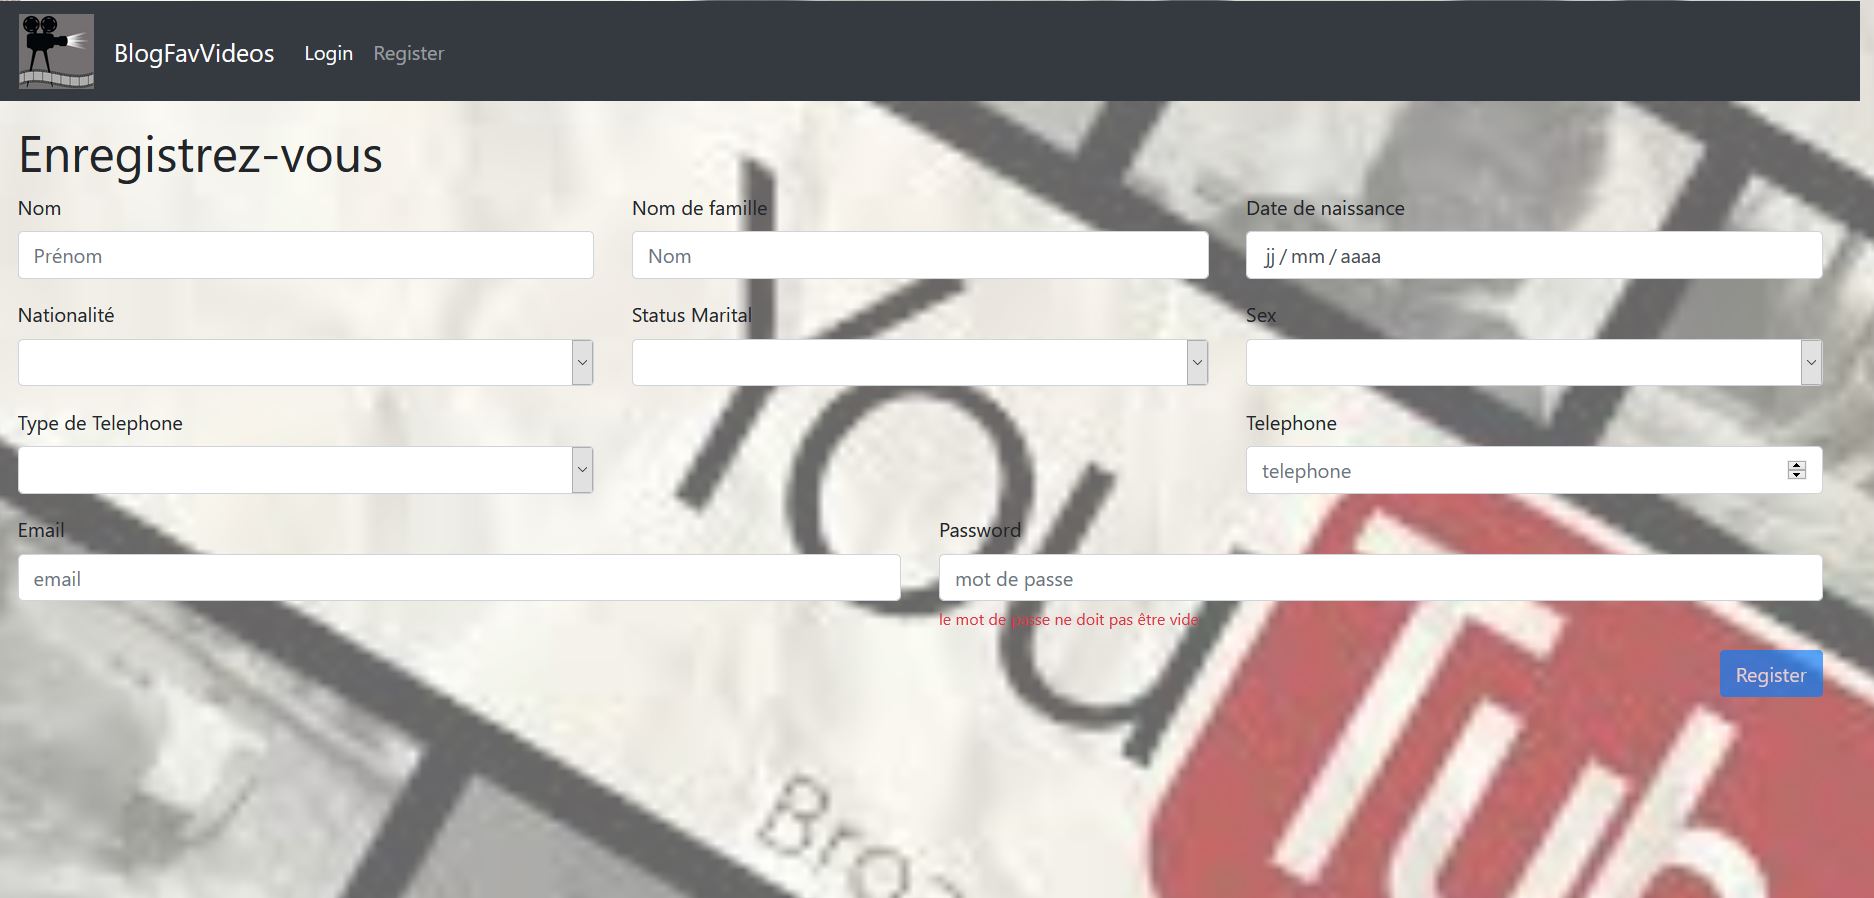 BlogFavVideos Login Register
Enregistrez-vous
Nom Nom de famille Date de naissance
Prénom Nom jj / mm / aaaa
Nationalité Status Marital Sex
Type de Telephone Telephone
telephone
Email Password
email mot de passe
le mot de passe ne doit pas être vide
Register
You
Tub